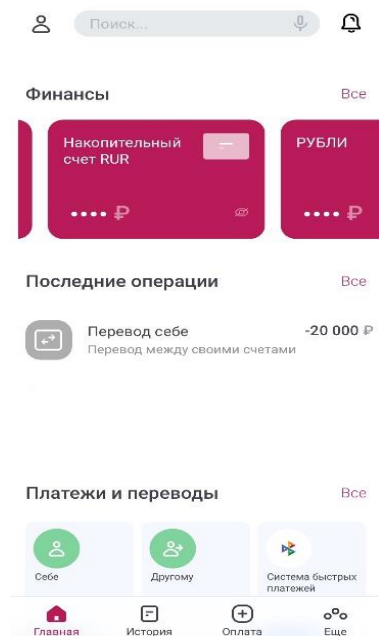 Поиск...
Финансы Все
Накопительный
счет RUR
РУБЛИ
•••• ₽
•••• ₽
Последние операции Все
Перевод себе -20 000 ₽
Перевод между своими счетами
Платежи и переводы Все
Себе
Другому
Система быстрых
платежей
Главная История Оплата Еще